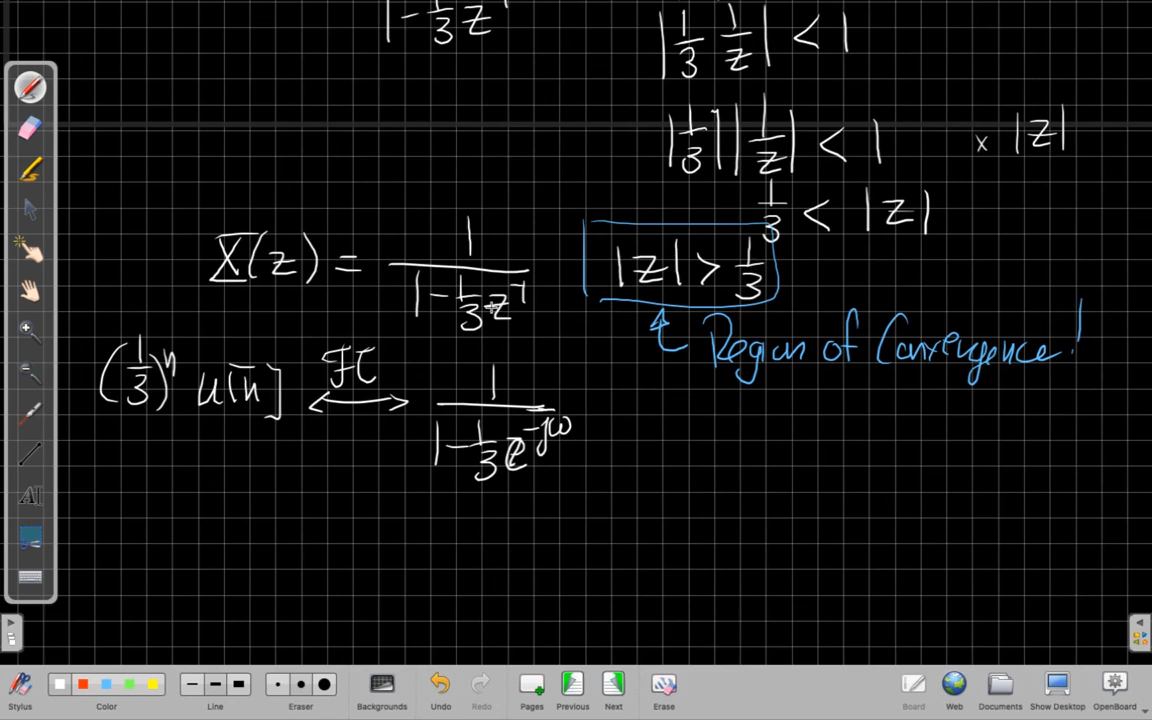 1-1/3 z
|1/3 1/z| < 1
|1/3| |1/z| < 1 x |z|
1/3 < |z|
X(z) = 1/(1-1/3 z^-1) |z| > 1/3
Region of Convergence!
(1/3)^n u[n] ⟷ 1/(1-1/3 e^-jω)
AI
Stylus Color Line Eraser Backgrounds Undo Redo Pages Previous Next Erase Board Web Documents Show Desktop OpenBoard